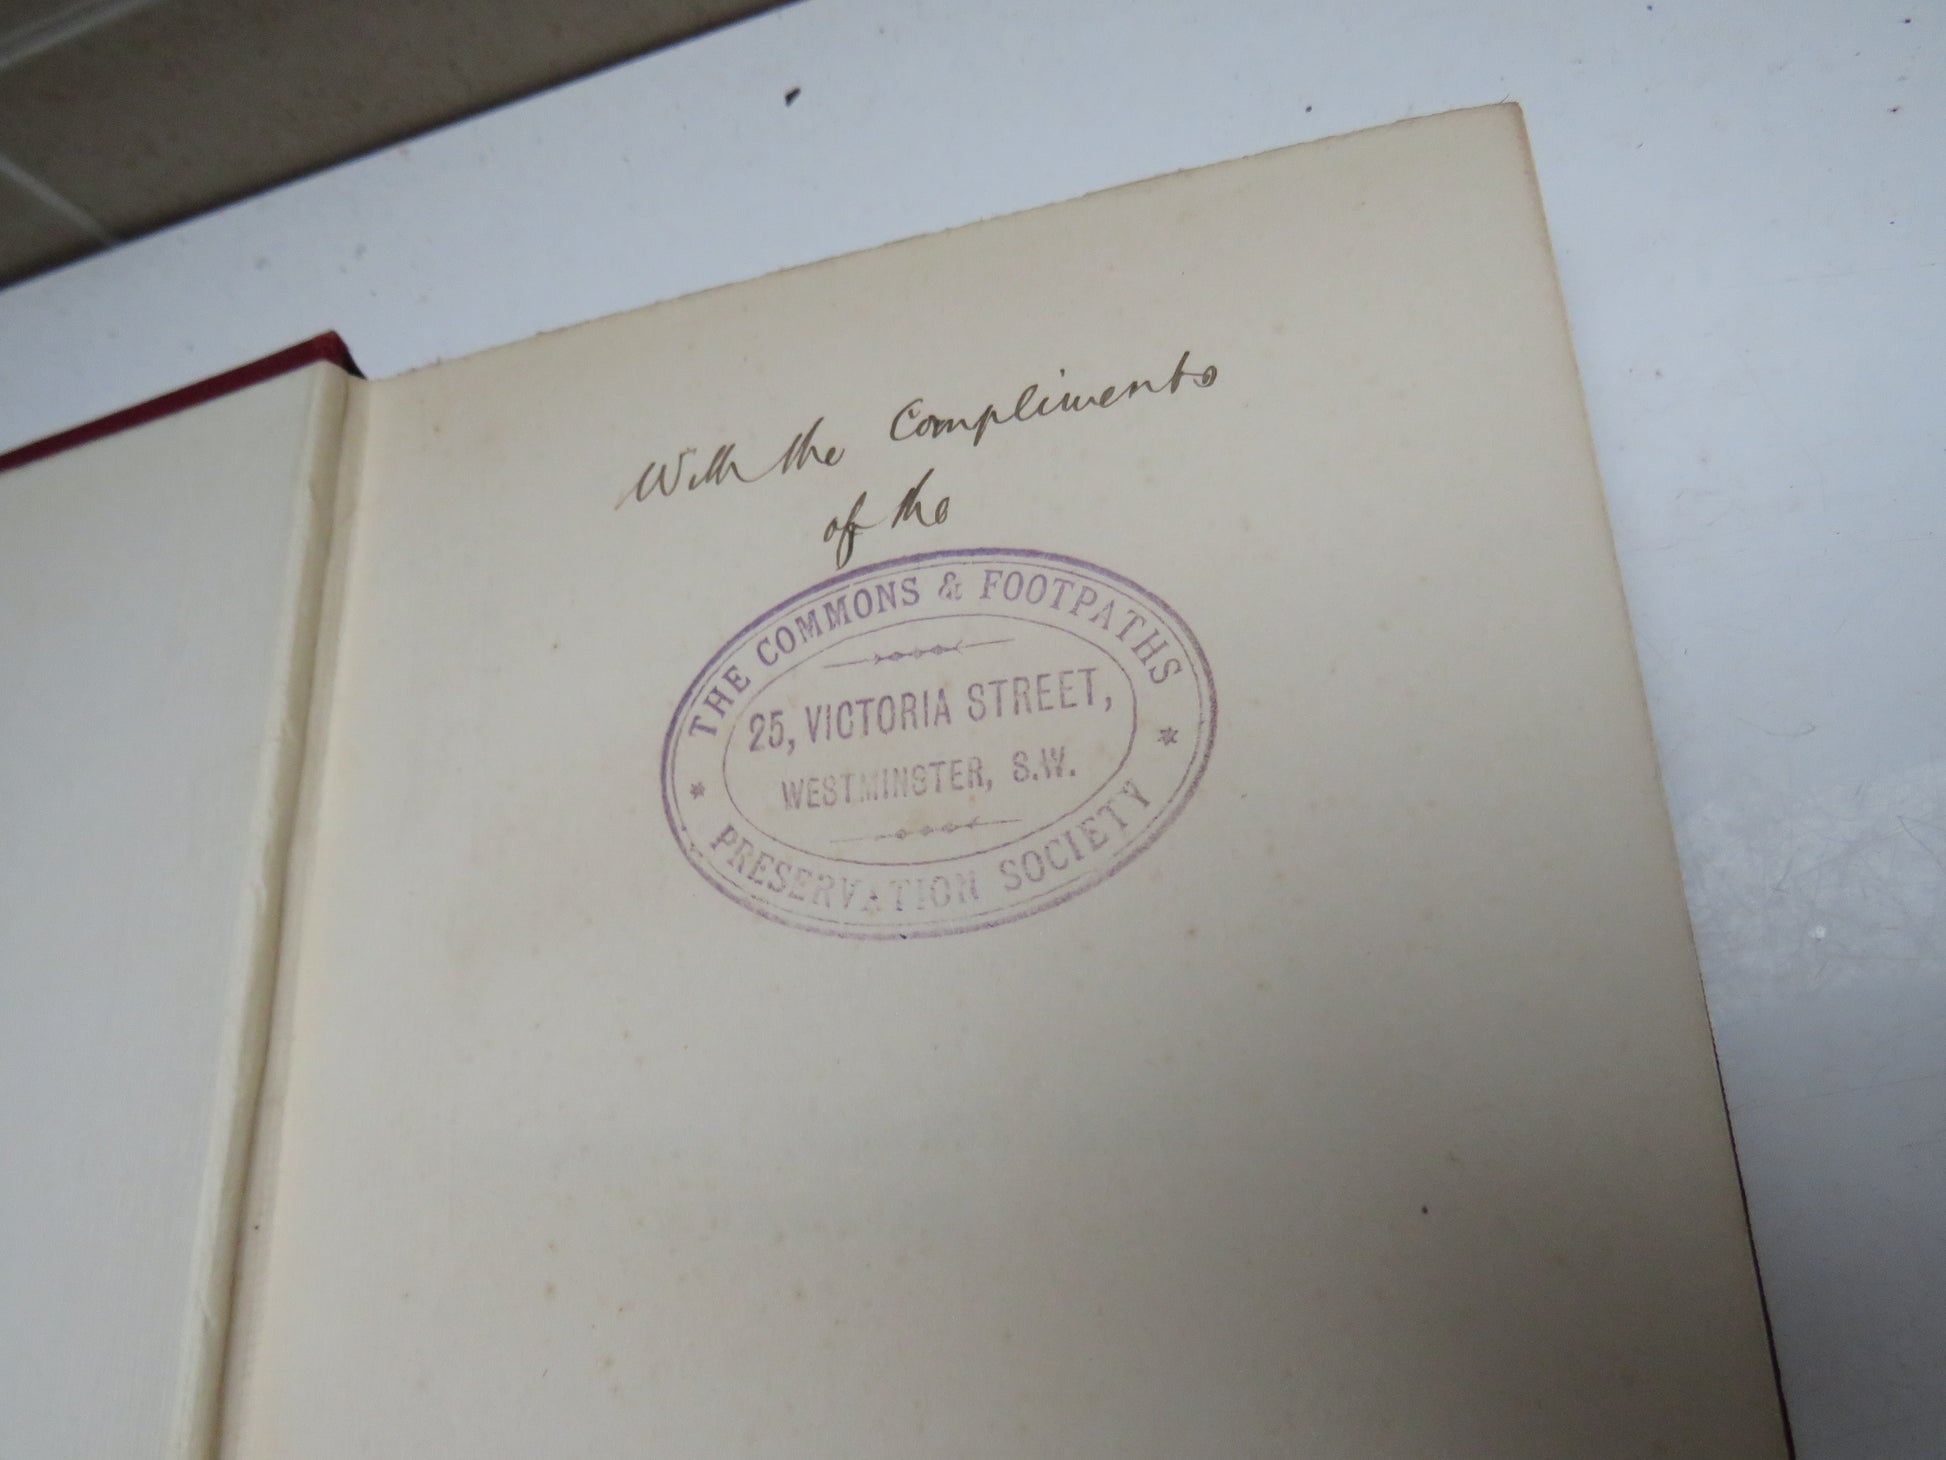 With the Compliments
of the
THE COMMONS & FOOTPATHS
25, VICTORIA STREET,
WESTMINSTER, S.W.
PRESERVATION SOCIETY